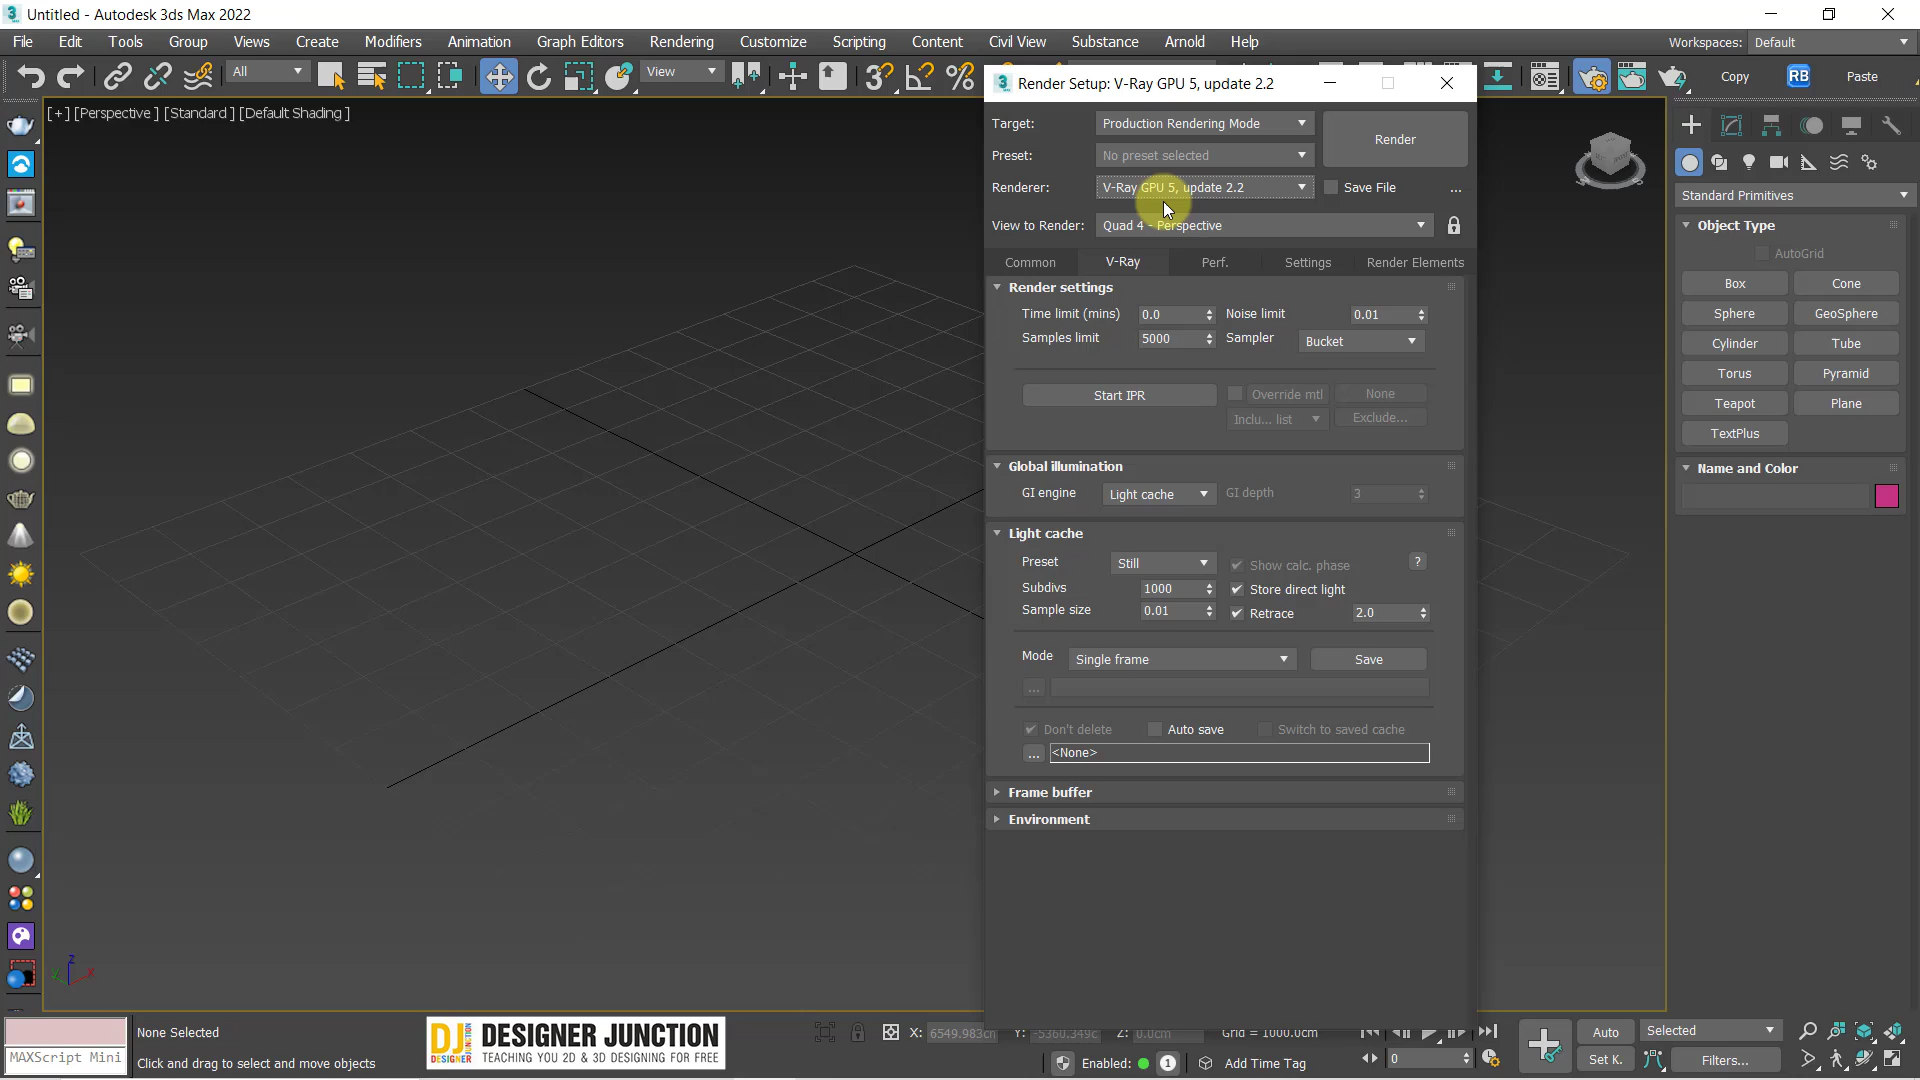 Untitled - Autodesk 3ds Max 2022
File Edit Tools Group Views Create Modifiers Animation Graph Editors Rendering Customize Scripting Content Civil View Substance Arnold Help Workspaces: Default
All View Copy RB Paste
[+] [Perspective ] [Standard ] [Default Shading ]
Render Setup: V-Ray GPU 5, update 2.2
Target: Production Rendering Mode Render
Preset: No preset selected
Renderer: V-Ray GPU 5, update 2.2 Save File ...
View to Render: Quad 4 - Perspective
Common V-Ray Perf. Settings Render Elements
Render settings
Time limit (mins) 0.0 Noise limit 0.01
Samples limit 5000 Sampler Bucket
Start IPR Override mtl None
Inclu... list Exclude...
Global illumination
GI engine Light cache GI depth 3
Light cache
Preset Still Show calc. phase ?
Subdivs 1000 Store direct light
Sample size 0.01 Retrace 2.0
Mode Single frame Save
...
Don't delete Auto save Switch to saved cache
... <None>
Frame buffer
Environment
Standard Primitives
Object Type
AutoGrid
Box Cone
Sphere GeoSphere
Cylinder Tube
Torus Pyramid
Teapot Plane
TextPlus
Name and Color
z
y x
MAXScript Mini
None Selected
Click and drag to select and move objects
DJ DESIGNER JUNCTION
DESIGNER JUNCTION
TEACHING YOU 2D & 3D DESIGNING FOR FREE
X: 6549.983cm Y: -5360.349c Z: 0.0cm Grid = 1000.0cm
Enabled: 1 Add Time Tag
0
Auto Selected
Set K. Filters...